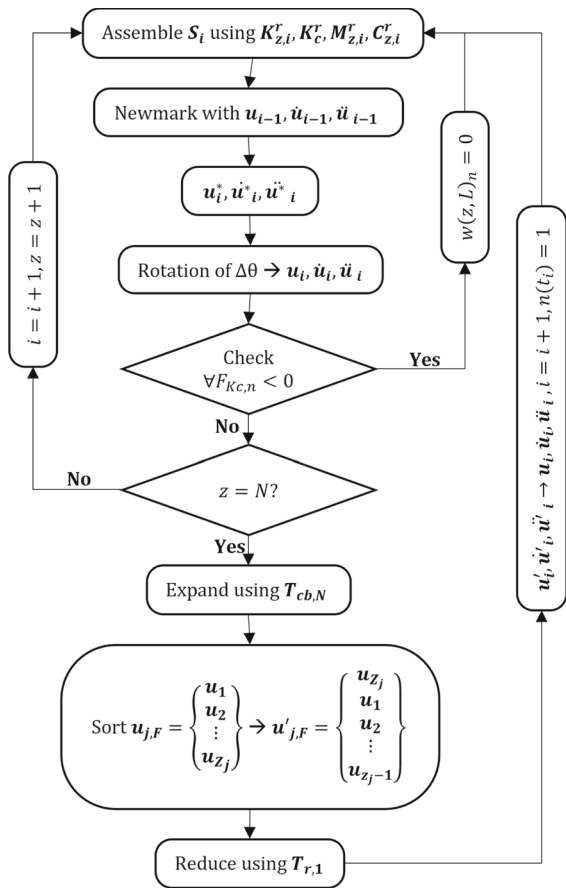 Assemble S_i using K^r_{z,i}, K^r_c, M^r_{z,i}, C^r_{z,i}
Newmark with u_{i−1}, u̇_{i−1}, ü_{i−1}
u^*_i, u̇^*_i, ü^*_i
Rotation of Δθ → u_i, u̇_i, ü_i
Check
∀F_{Kc,n} < 0
Yes
w(z, L)_n = 0
No
z = N?
No
i = i + 1, z = z + 1
Yes
Expand using T_{cb,N}
Sort u_{j,F} = {u_1 u_2 ⋮ u_{Z_j}} → u'_{j,F} = {u_{Z_j} u_1 u_2 ⋮ u_{z_j−1}}
Reduce using T_{r,1}
u'_i, u̇'_i, ü'_i → u_i, u̇_i, ü_i, i = i + 1, n(t_i) = 1